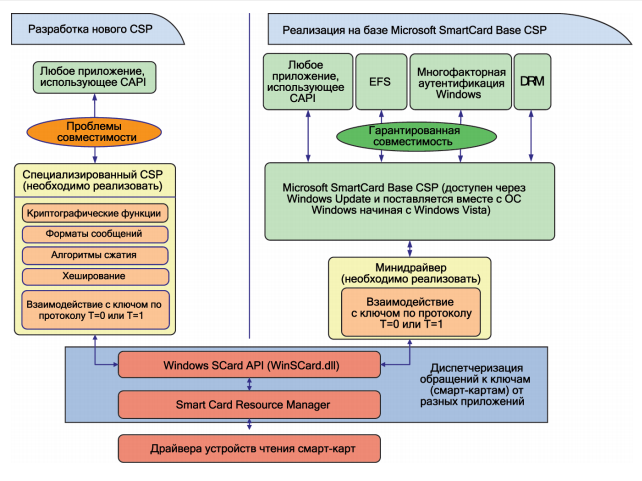 Разработка нового CSP
Реализация на базе Microsoft SmartCard Base CSP
Любое приложение,
использующее CAPI
Проблемы
совместимости
Специализированный CSP
(необходимо реализовать)
Криптографические функции
Форматы сообщений
Алгоритмы сжатия
Хеширование
Взаимодействие с ключом по
протоколу T=0 или T=1
Любое
приложение,
использующее
CAPI
EFS
Многофакторная
аутентификация
Windows
DRM
Гарантированная
совместимость
Microsoft SmartCard Base CSP (доступен через
Windows Update и поставляется вместе с ОС
Windows начиная с Windows Vista)
Минидрайвер
(необходимо реализовать)
Взаимодействие
с ключом по
протоколу
T=0 или T=1
Windows SCard API (WinSCard.dll)
Smart Card Resource Manager
Диспетчеризация
обращений к ключам
(смарт-картам) от
разных приложений
Драйвера устройств чтения смарт-карт